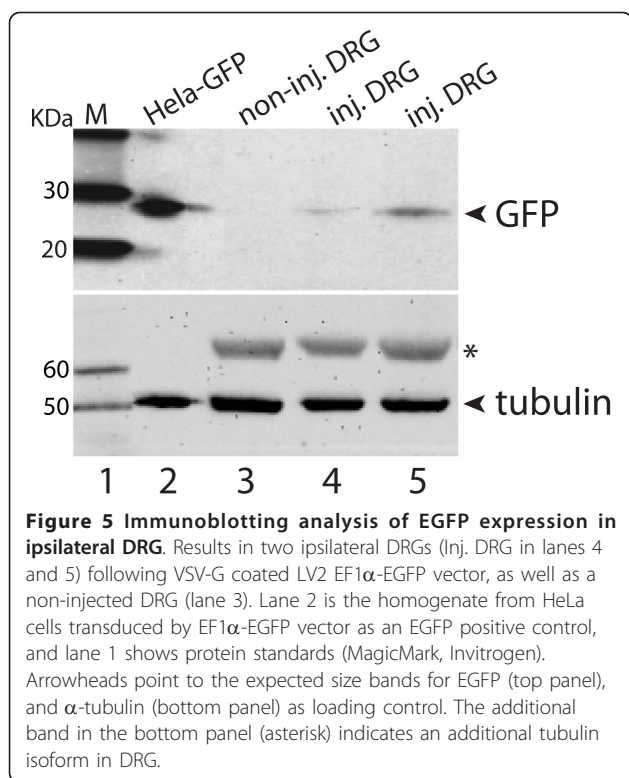 KDa M Hela-GFP non-inj. DRG inj. DRG inj. DRG
30
20
GFP
60
50
*
tubulin
1 2 3 4 5
Figure 5 Immunoblotting analysis of EGFP expression in
ipsilateral DRG. Results in two ipsilateral DRGs (Inj. DRG in lanes 4
and 5) following VSV-G coated LV2 EF1α-EGFP vector, as well as a
non-injected DRG (lane 3). Lane 2 is the homogenate from HeLa
cells transduced by EF1α-EGFP vector as an EGFP positive control,
and lane 1 shows protein standards (MagicMark, Invitrogen).
Arrowheads point to the expected size bands for EGFP (top panel),
and α-tubulin (bottom panel) as loading control. The additional
band in the bottom panel (asterisk) indicates an additional tubulin
isoform in DRG.